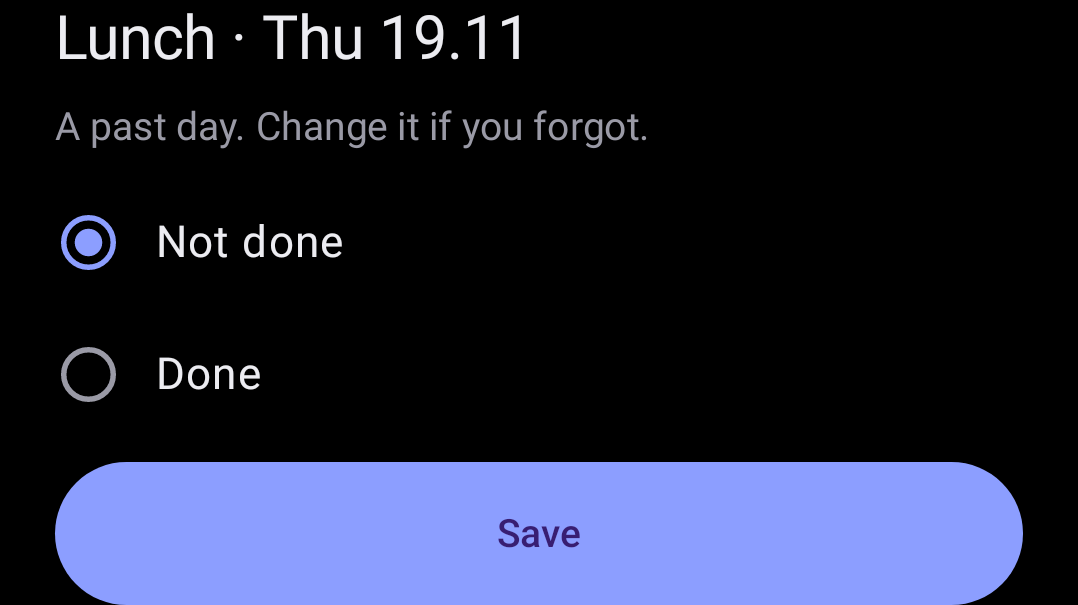 Lunch · Thu 19.11
A past day. Change it if you forgot.
Not done
Done
Save